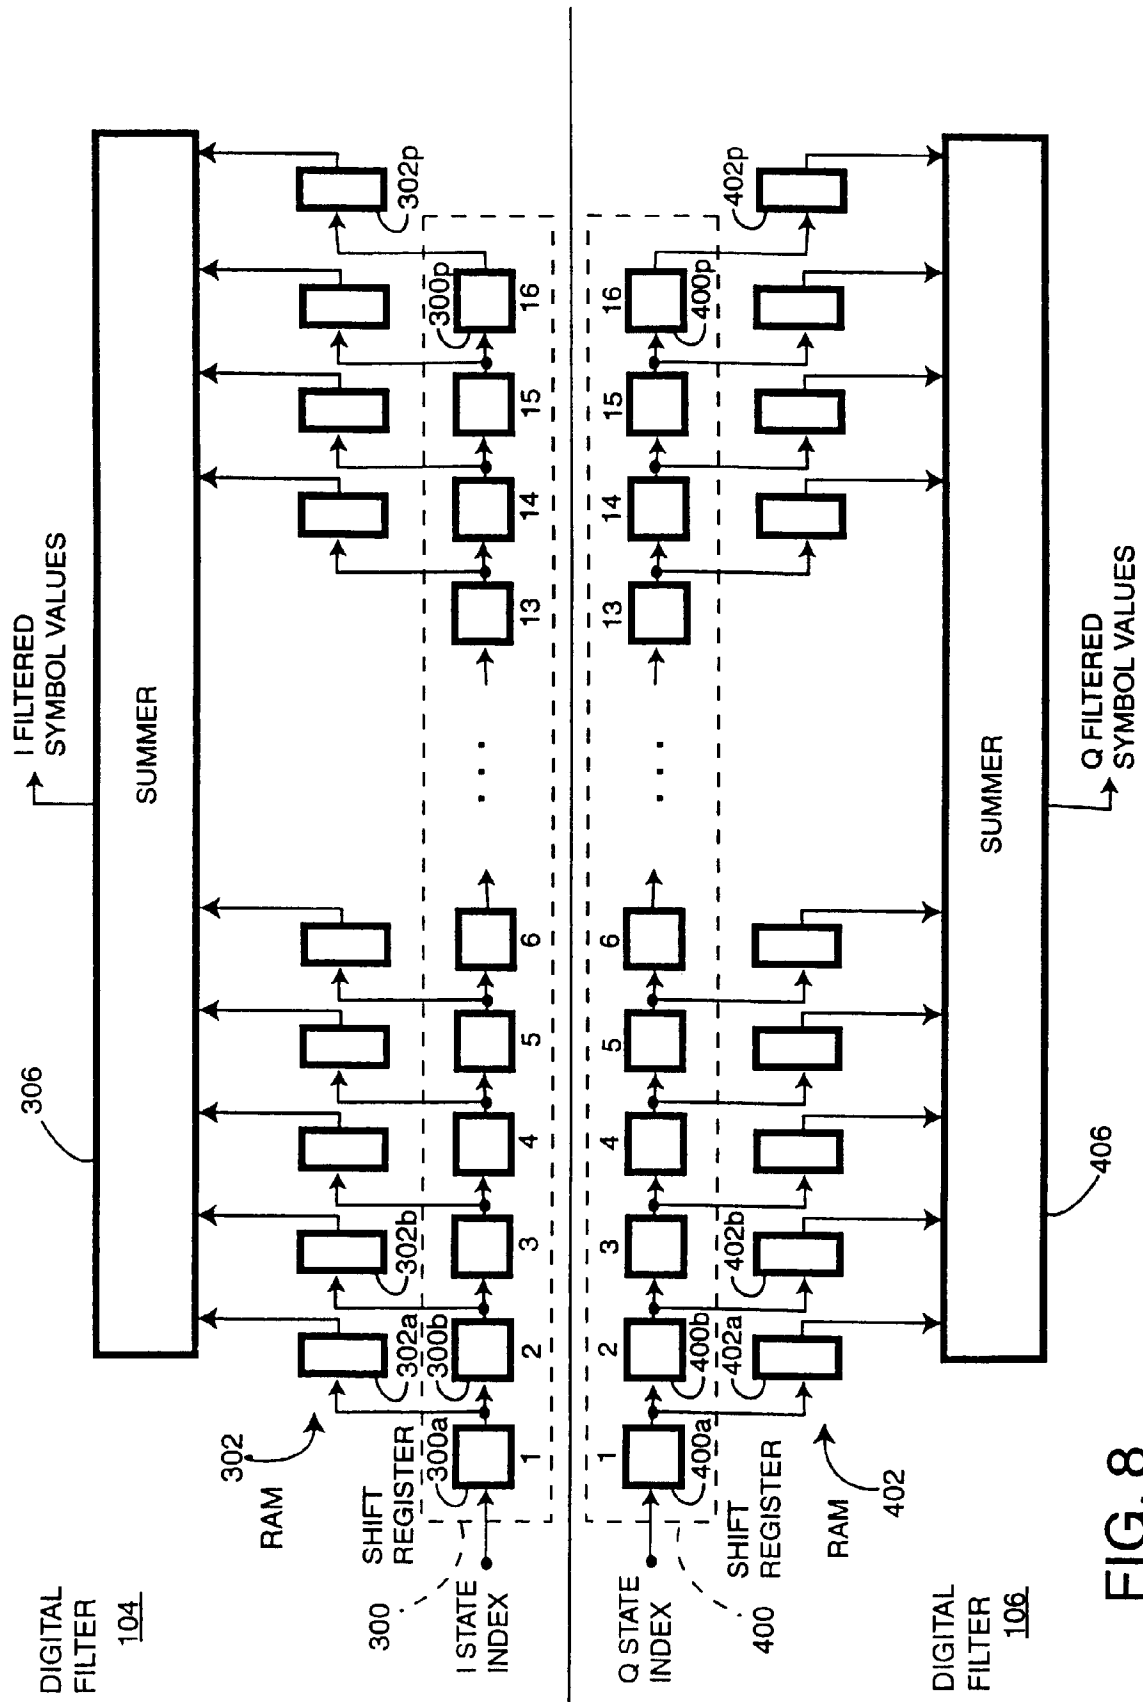 DIGITAL
FILTER
104
306
I FILTERED
SYMBOL VALUES
SUMMER
302
RAM
302a
302b
302p
SHIFT
REGISTER
300
300a
300b
300p
I STATE
INDEX
1
2
3
4
5
6
. . .
13
14
15
16
Q STATE
INDEX
1
2
3
4
5
6
. . .
13
14
15
16
400
400a
400b
400p
SHIFT
REGISTER
402a
402b
402p
RAM
402
DIGITAL
FILTER
106
SUMMER
406
Q FILTERED
SYMBOL VALUES
FIG. 8